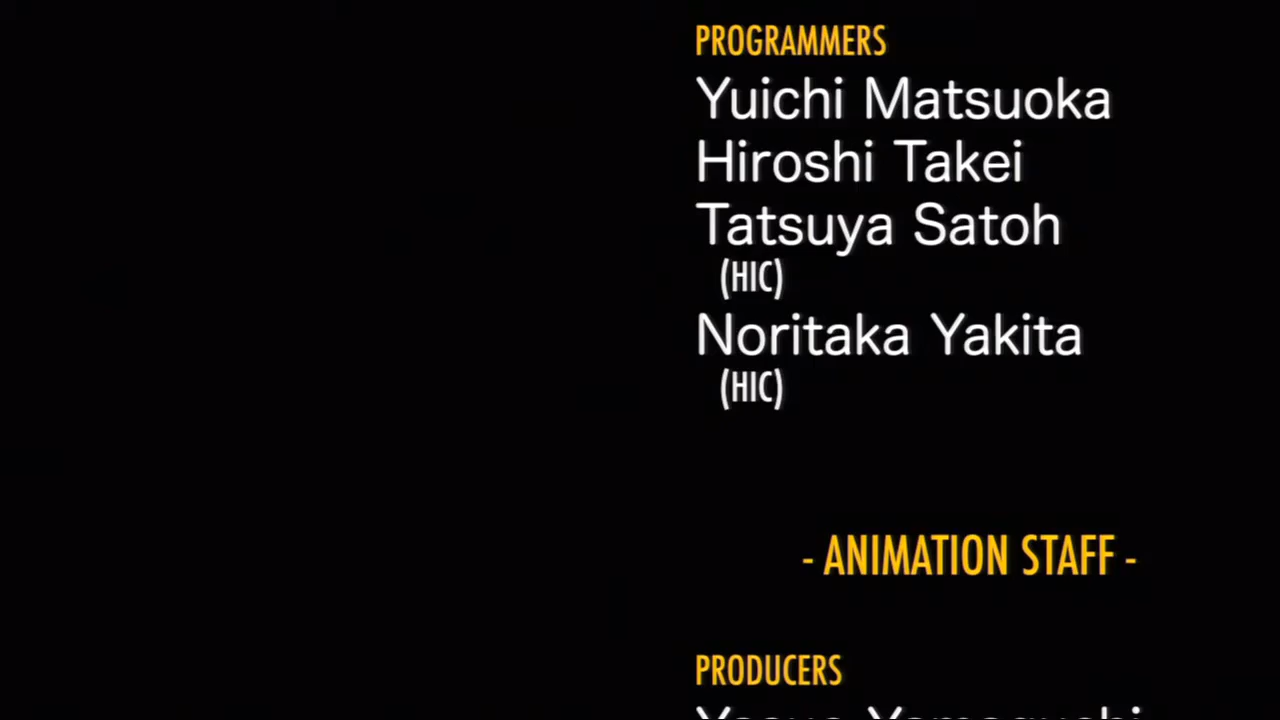 PROGRAMMERS
Yuichi Matsuoka
Hiroshi Takei
Tatsuya Satoh
(HIC)
Noritaka Yakita
(HIC)
- ANIMATION STAFF -
PRODUCERS